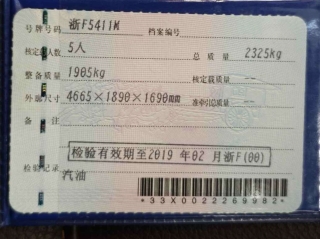 号牌号码 浙F5411M 档案编号
核定载人数 5人 总质量 2325kg
整备质量 1905kg 核定载质量 --
外廓尺寸 4665×1890×1690mm 准牵引总质量 --
备注
检验有效期至2019年02月浙F(00)
检验记录
汽油
*33X0022269982*